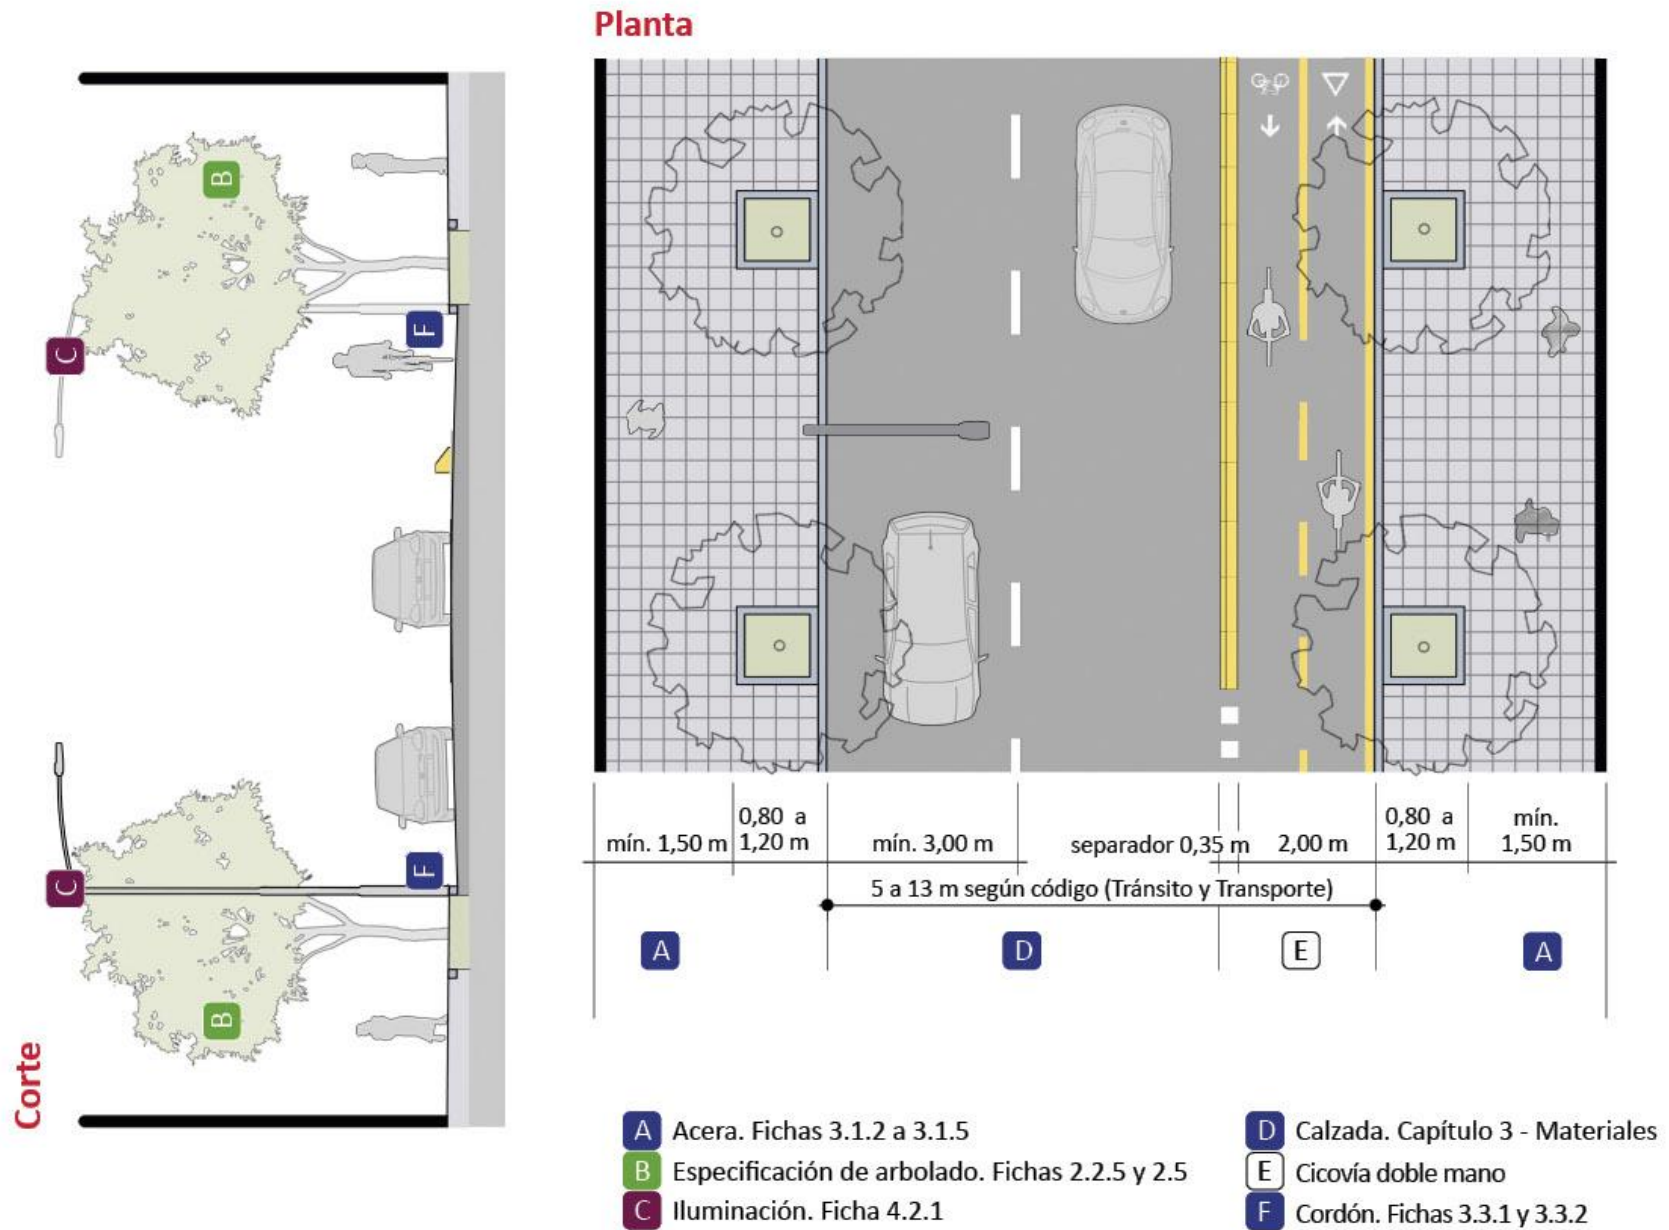 Planta
Corte
B
C
F
F
C
B
0,80 a
mín. 1,50 m
1,20 m
mín. 3,00 m
separador 0,35 m
2,00 m
0,80 a
1,20 m
mín.
1,50 m
5 a 13 m según código (Tránsito y Transporte)
A
D
E
A
A Acera. Fichas 3.1.2 a 3.1.5
B Especificación de arbolado. Fichas 2.2.5 y 2.5
C Iluminación. Ficha 4.2.1
D Calzada. Capítulo 3 - Materiales
E Cicovía doble mano
F Cordón. Fichas 3.3.1 y 3.3.2